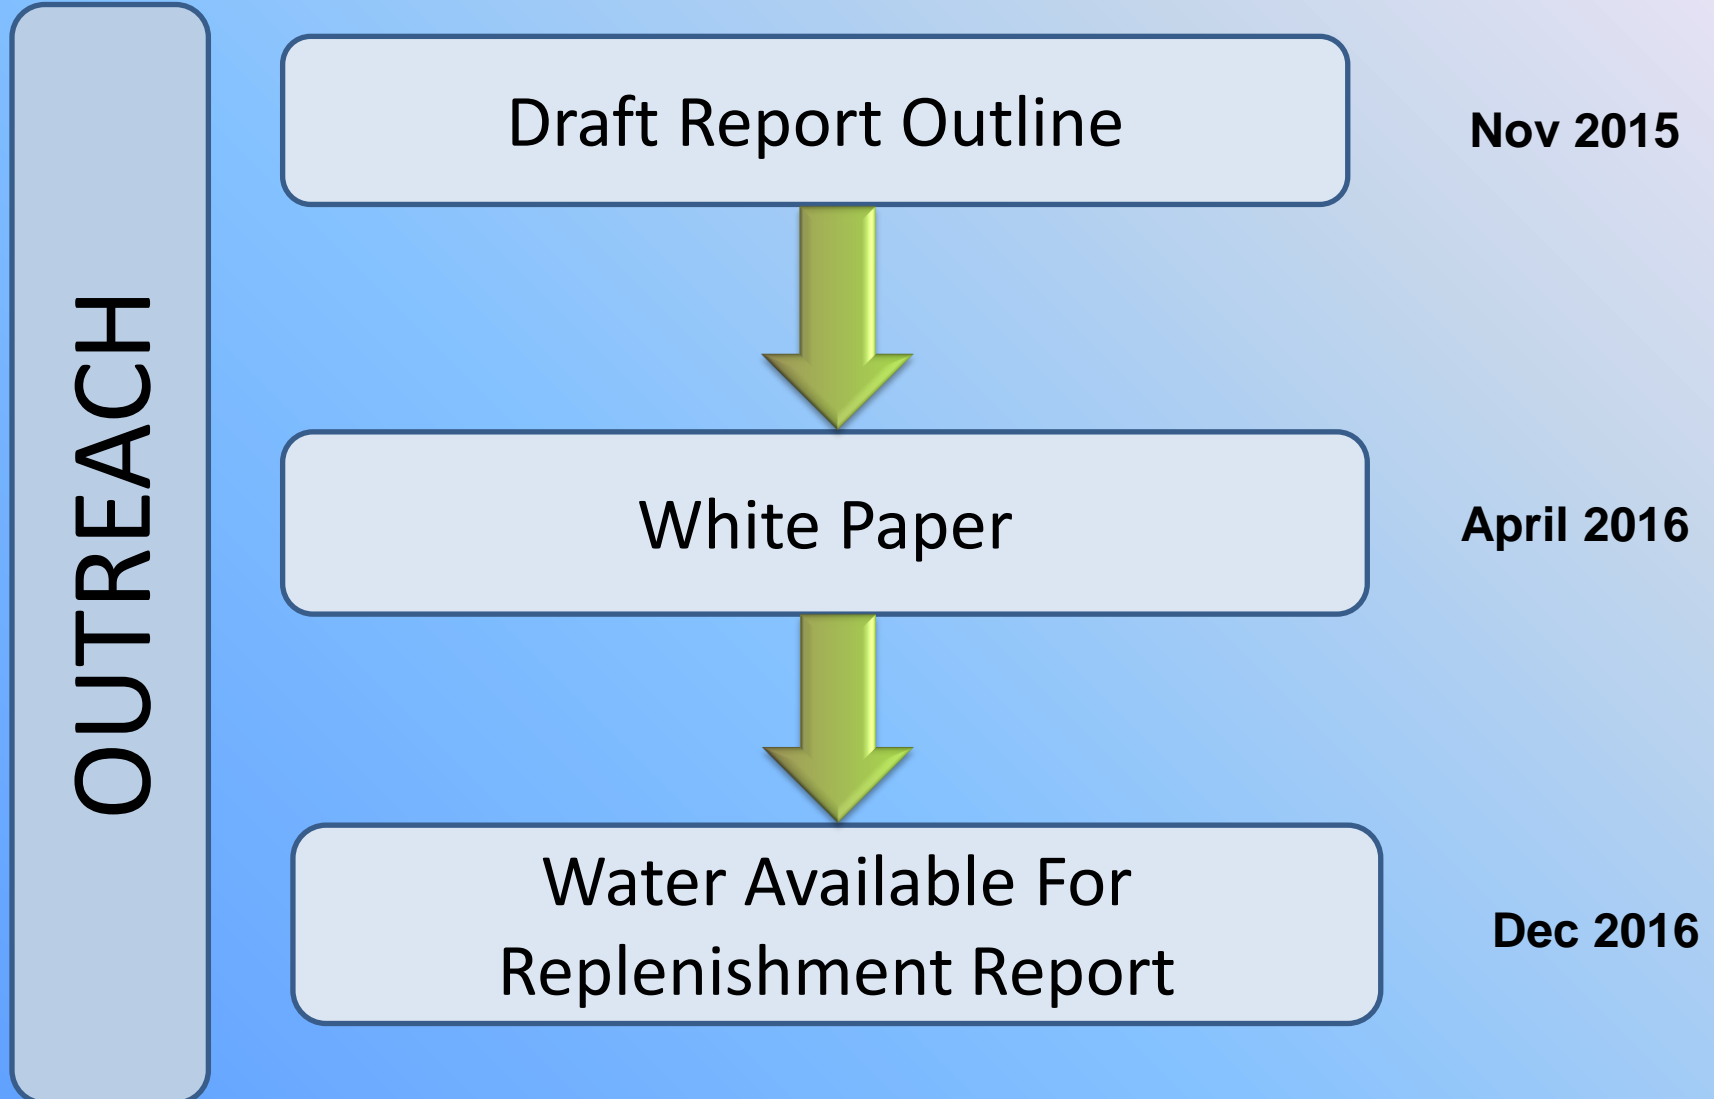 OUTREACH
Draft Report Outline
Nov 2015
White Paper
April 2016
Water Available For
Replenishment Report
Dec 2016